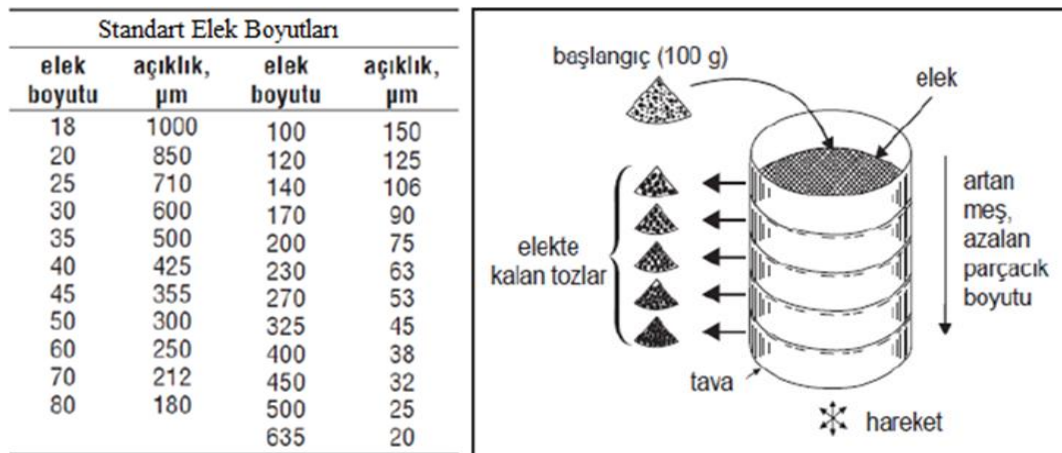 Standart Elek Boyutları
elek boyutu açıklık, µm elek boyutu açıklık, µm
18 1000 100 150
20 850 120 125
25 710 140 106
30 600 170 90
35 500 200 75
40 425 230 63
45 355 270 53
50 300 325 45
60 250 400 38
70 212 450 32
80 180 500 25
635 20
başlangıç (100 g)
elek
elekte
kalan tozlar
artan
meş,
azalan
parçacık
boyutu
tava
hareket